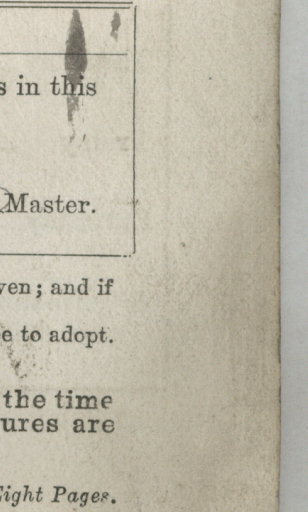 s in this
Master.
ven; and if
e to adopt.
the time
ures are
Eight Pages.